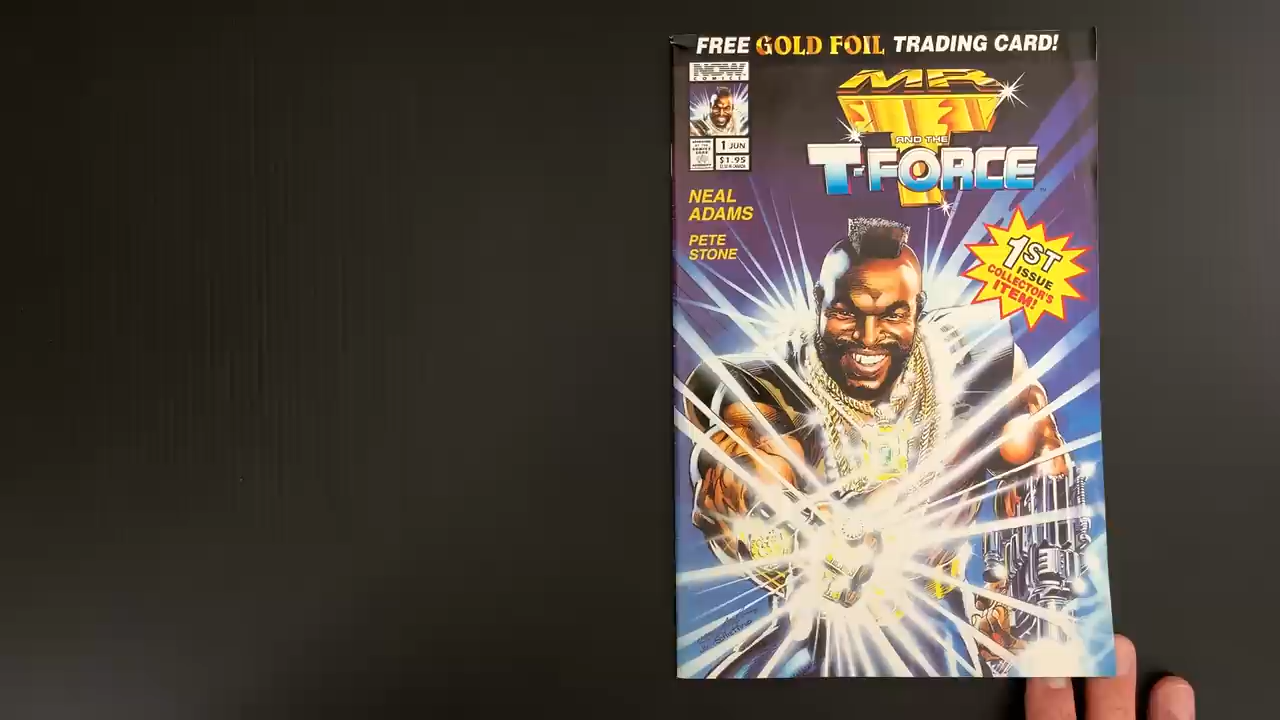 FREE GOLD FOIL TRADING CARD!
NOW
COMICS
MR
T
AND THE
T-FORCE
1 JUN
$1.95
NEAL
ADAMS
PETE
STONE
1ST
ISSUE
COLLECTOR'S
ITEM!